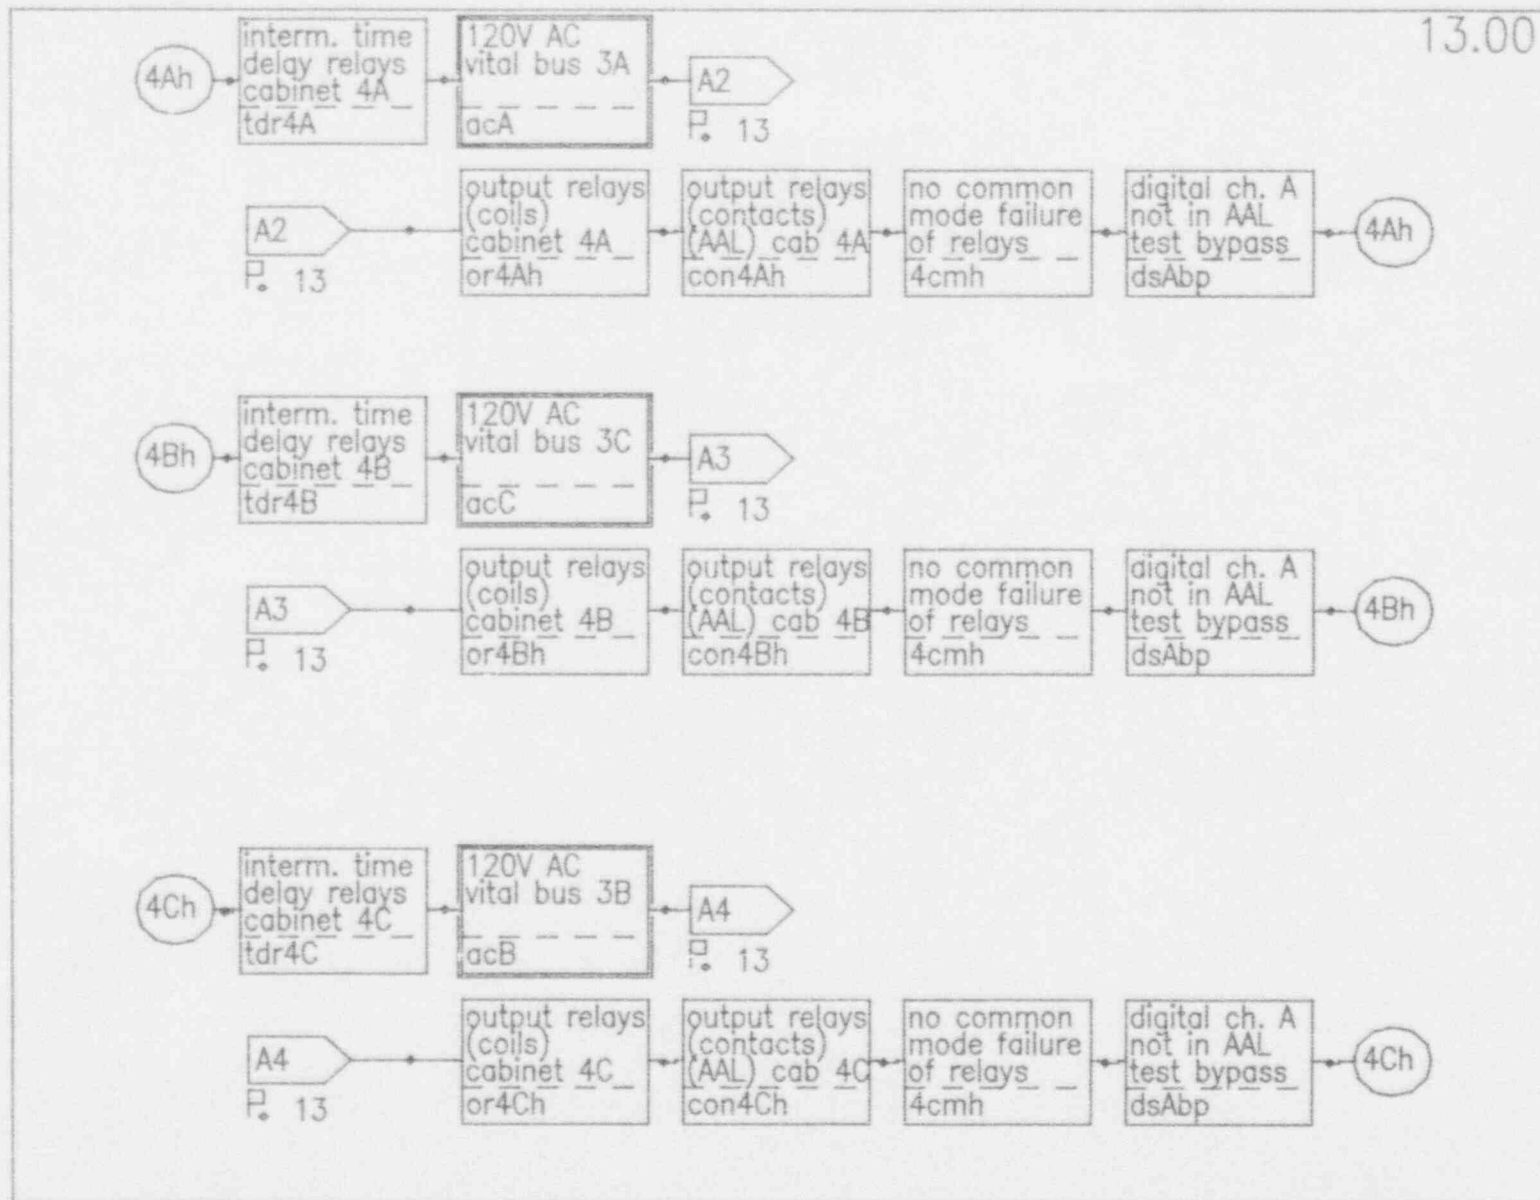 13.00
4Ah
interm. time
delay relays
cabinet 4A
tdr4A
120V AC
vital bus 3A
acA
A2
P. 13
A2
P. 13
output relays
(coils)
cabinet 4A
or4Ah
output relays
(contacts)
(AAL) cab 4A
con4Ah
no common
mode failure
of relays
4cmh
digital ch. A
not in AAL
test bypass
dsAbp
4Ah
4Bh
interm. time
delay relays
cabinet 4B
tdr4B
120V AC
vital bus 3C
acC
A3
P. 13
A3
P. 13
output relays
(coils)
cabinet 4B
or4Bh
output relays
(contacts)
(AAL) cab 4B
con4Bh
no common
mode failure
of relays
4cmh
digital ch. A
not in AAL
test bypass
dsAbp
4Bh
4Ch
interm. time
delay relays
cabinet 4C
tdr4C
120V AC
vital bus 3B
acB
A4
P. 13
A4
P. 13
output relays
(coils)
cabinet 4C
or4Ch
output relays
(contacts)
(AAL) cab 4C
con4Ch
no common
mode failure
of relays
4cmh
digital ch. A
not in AAL
test bypass
dsAbp
4Ch